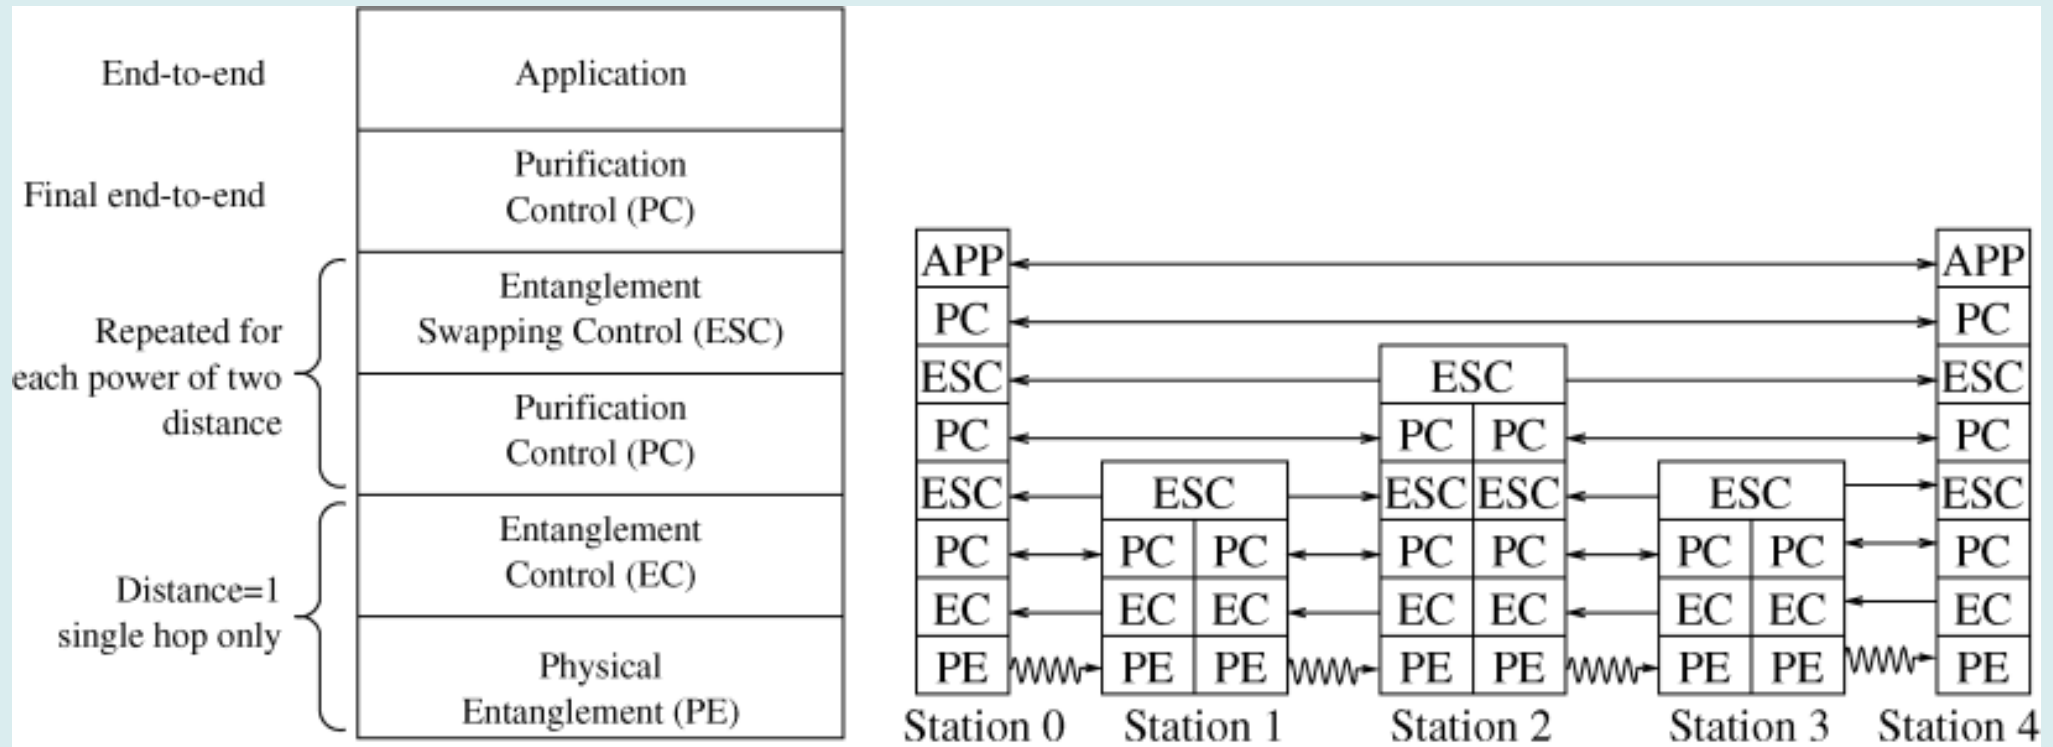 End-to-end
Application
Final end-to-end
Purification
Control (PC)
Repeated for
each power of two
distance
Entanglement
Swapping Control (ESC)
Purification
Control (PC)
Distance=1
single hop only
Entanglement
Control (EC)
Physical
Entanglement (PE)
APP APP
PC PC
ESC ESC ESC
PC PC PC PC
ESC ESC ESC ESC ESC ESC
PC PC PC PC PC PC PC PC
EC EC EC EC EC EC EC EC
PE PE PE PE PE PE PE PE
Station 0 Station 1 Station 2 Station 3 Station 4